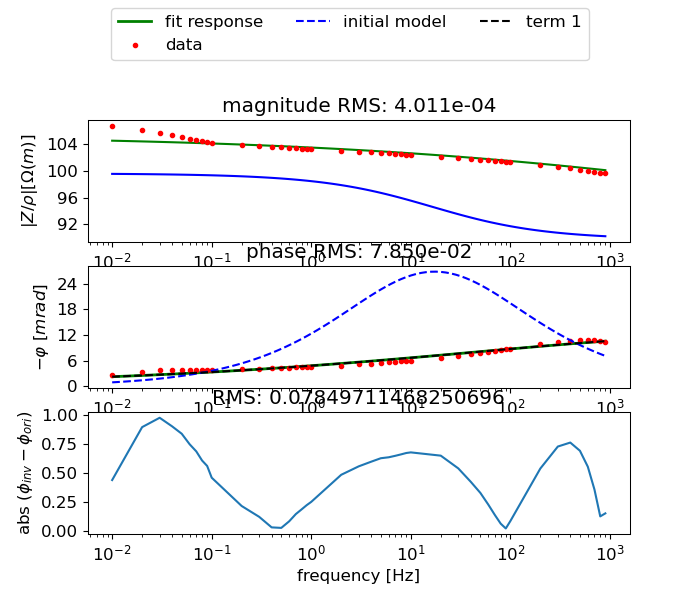 fit response
data
initial model
term 1
magnitude RMS: 4.011e-04
|Z/ρ|[Ω(m)]
104
100
96
92
10⁻² 10⁻¹ 10⁰ 10¹ 10² 10³
phase RMS: 7.850e-02
−φ [mrad]
24
18
12
6
0
10⁻² 10⁻¹ 10⁰ 10¹ 10² 10³
RMS: 0.07849711468250696
abs (ϕinv − ϕori)
1.00
0.75
0.50
0.25
0.00
10⁻² 10⁻¹ 10⁰ 10¹ 10² 10³
frequency [Hz]